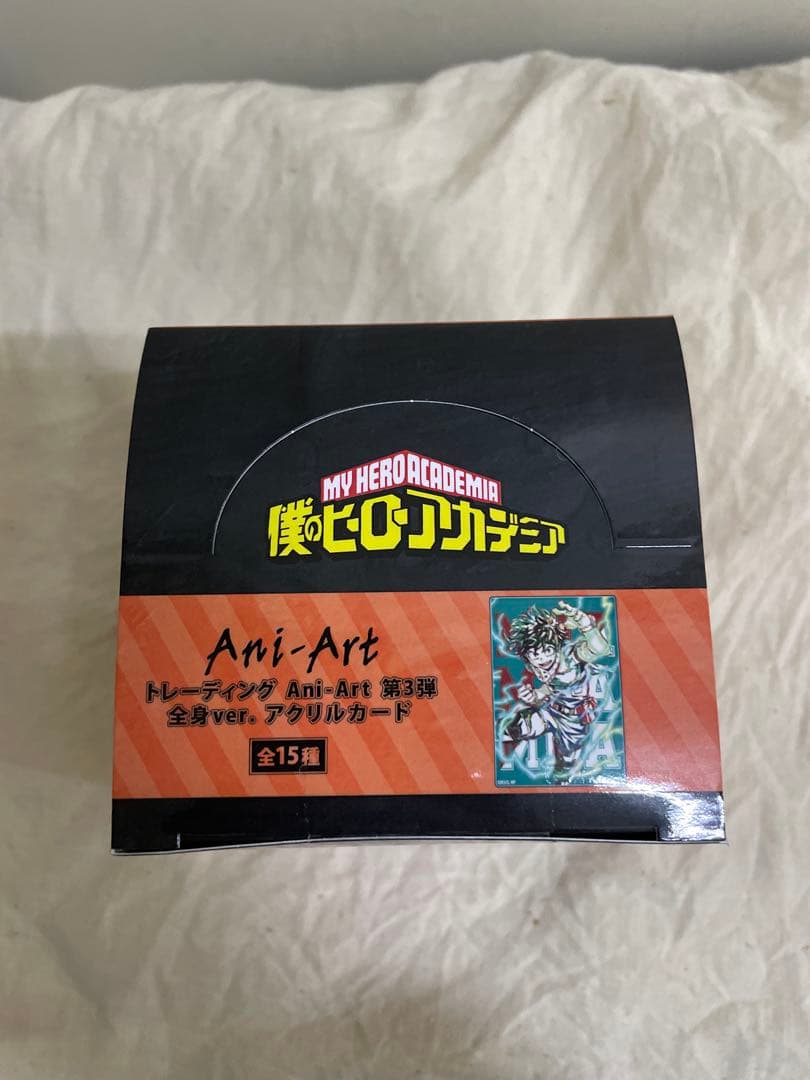 MY HERO ACADEMIA
僕のヒーローアカデミア
Ani-Art
トレーディング Ani-Art 第3弾
全身ver. アクリルカード
全15種